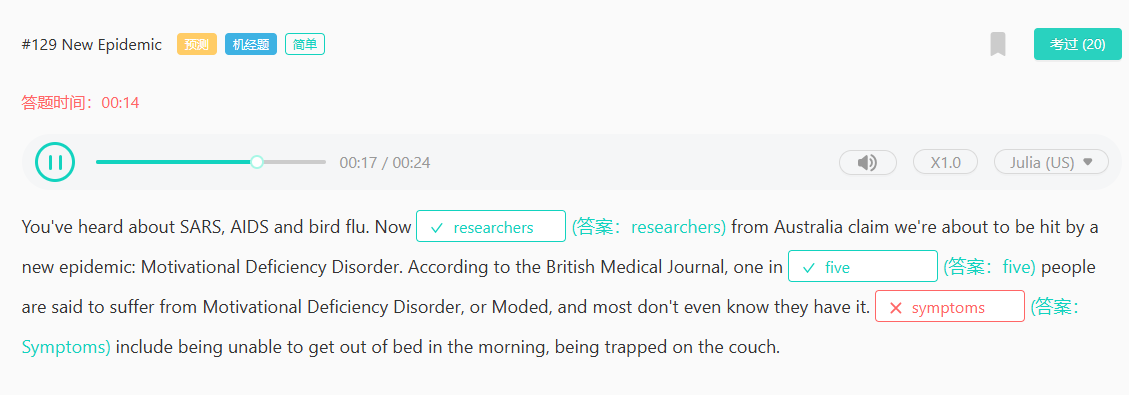 #129 New Epidemic 预测 机经题 简单 考过 (20)
答题时间：00:14
00:17 / 00:24 X1.0 Julia (US)
You've heard about SARS, AIDS and bird flu. Now researchers (答案：researchers) from Australia claim we're about to be hit by a
new epidemic: Motivational Deficiency Disorder. According to the British Medical Journal, one in five (答案：five) people
are said to suffer from Motivational Deficiency Disorder, or Moded, and most don't even know they have it. symptoms (答案：
Symptoms) include being unable to get out of bed in the morning, being trapped on the couch.